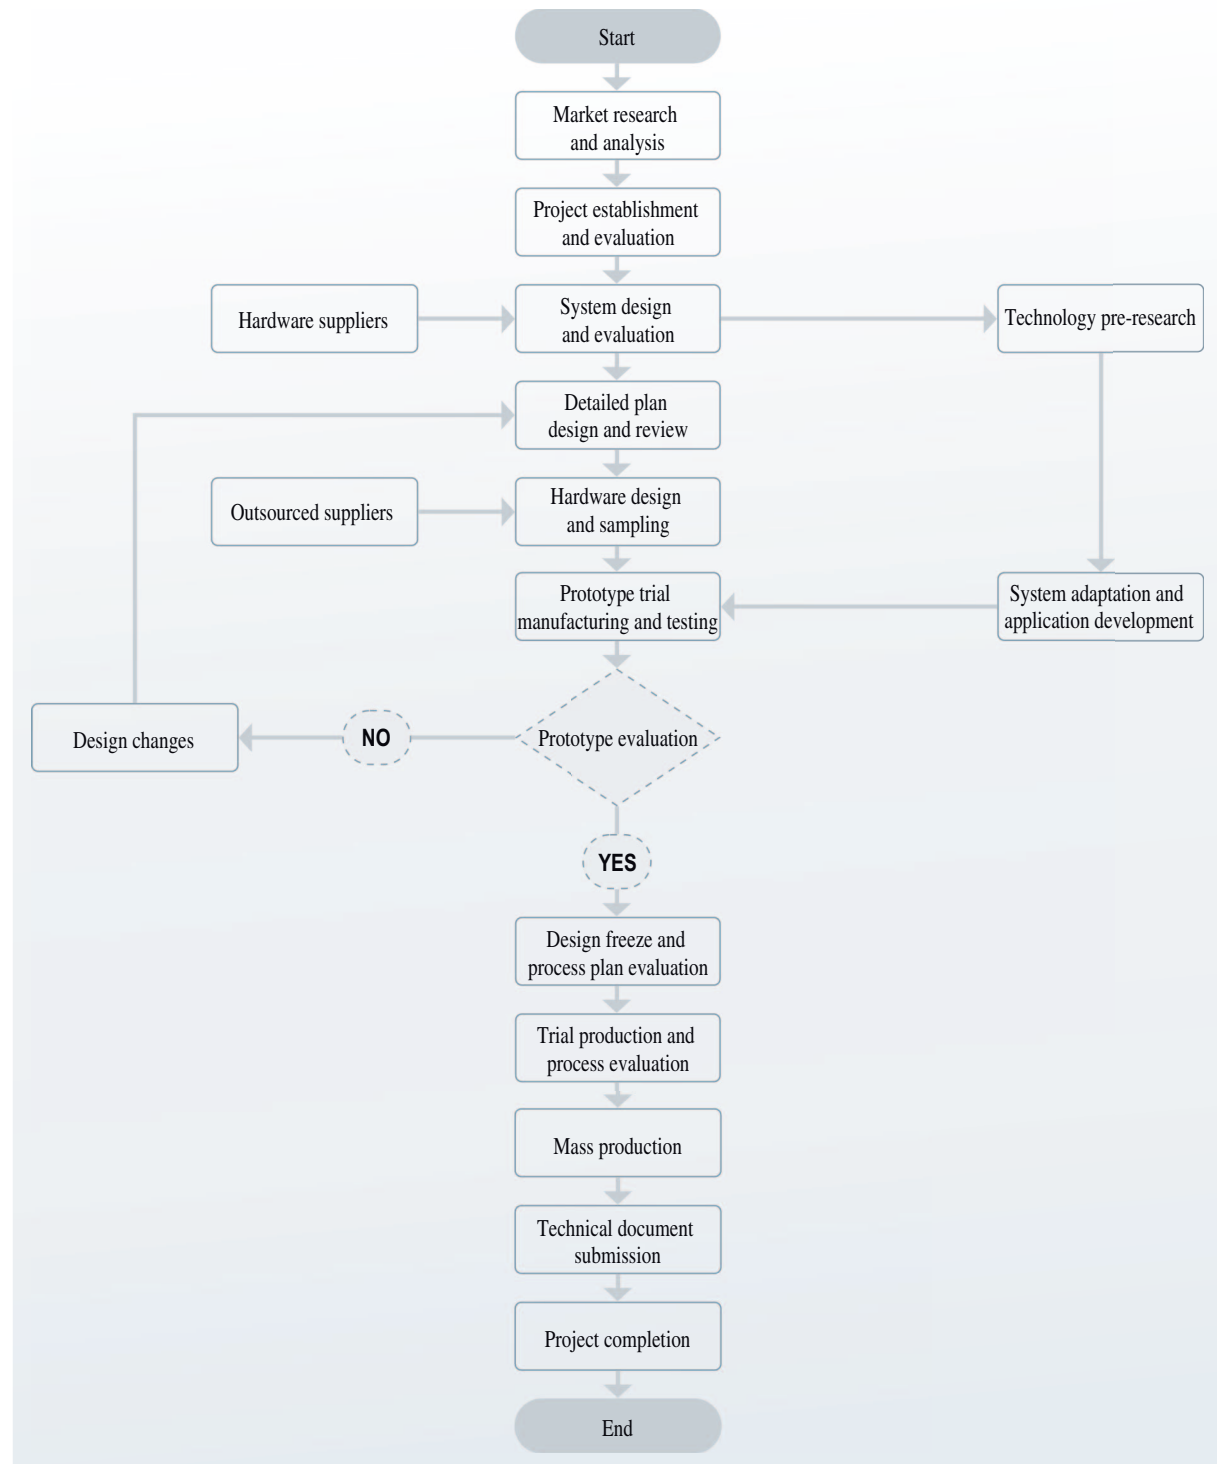 Start
Market research
and analysis
Project establishment
and evaluation
Hardware suppliers
System design
and evaluation
Technology pre-research
Detailed plan
design and review
Outsourced suppliers
Hardware design
and sampling
Prototype trial
manufacturing and testing
System adaptation and
application development
Design changes
NO
Prototype evaluation
YES
Design freeze and
process plan evaluation
Trial production and
process evaluation
Mass production
Technical document
submission
Project completion
End